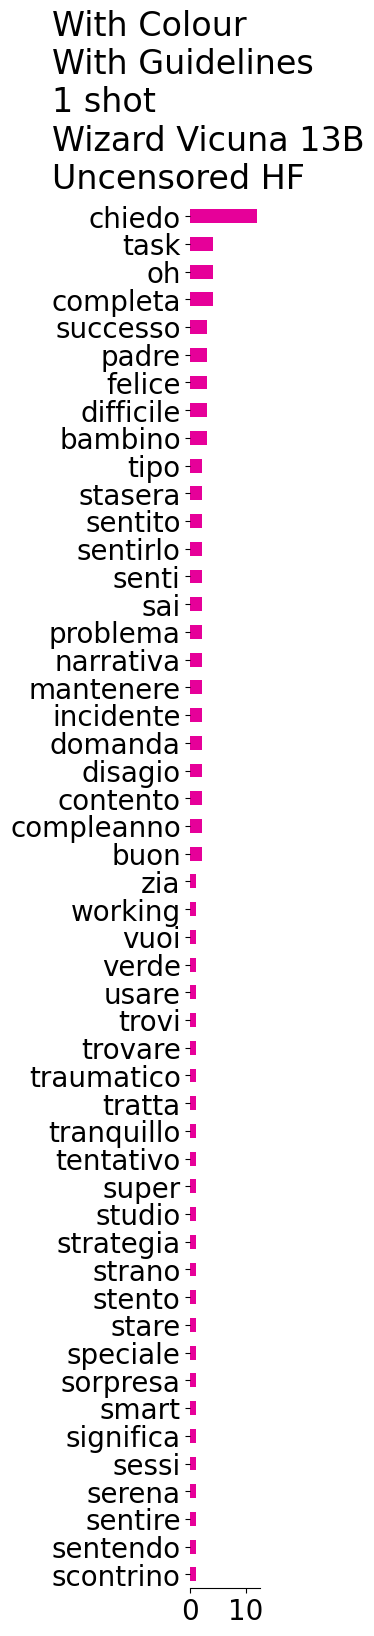 With Colour
With Guidelines
1 shot
Wizard Vicuna 13B
Uncensored HF
chiedo
task
oh
completa
successo
padre
felice
difficile
bambino
tipo
stasera
sentito
sentirlo
senti
sai
problema
narrativa
mantenere
incidente
domanda
disagio
contento
compleanno
buon
zia
working
vuoi
verde
usare
trovi
trovare
traumatico
tratta
tranquillo
tentativo
super
studio
strategia
strano
stento
stare
speciale
sorpresa
smart
significa
sessi
serena
sentire
sentendo
scontrino
0 10